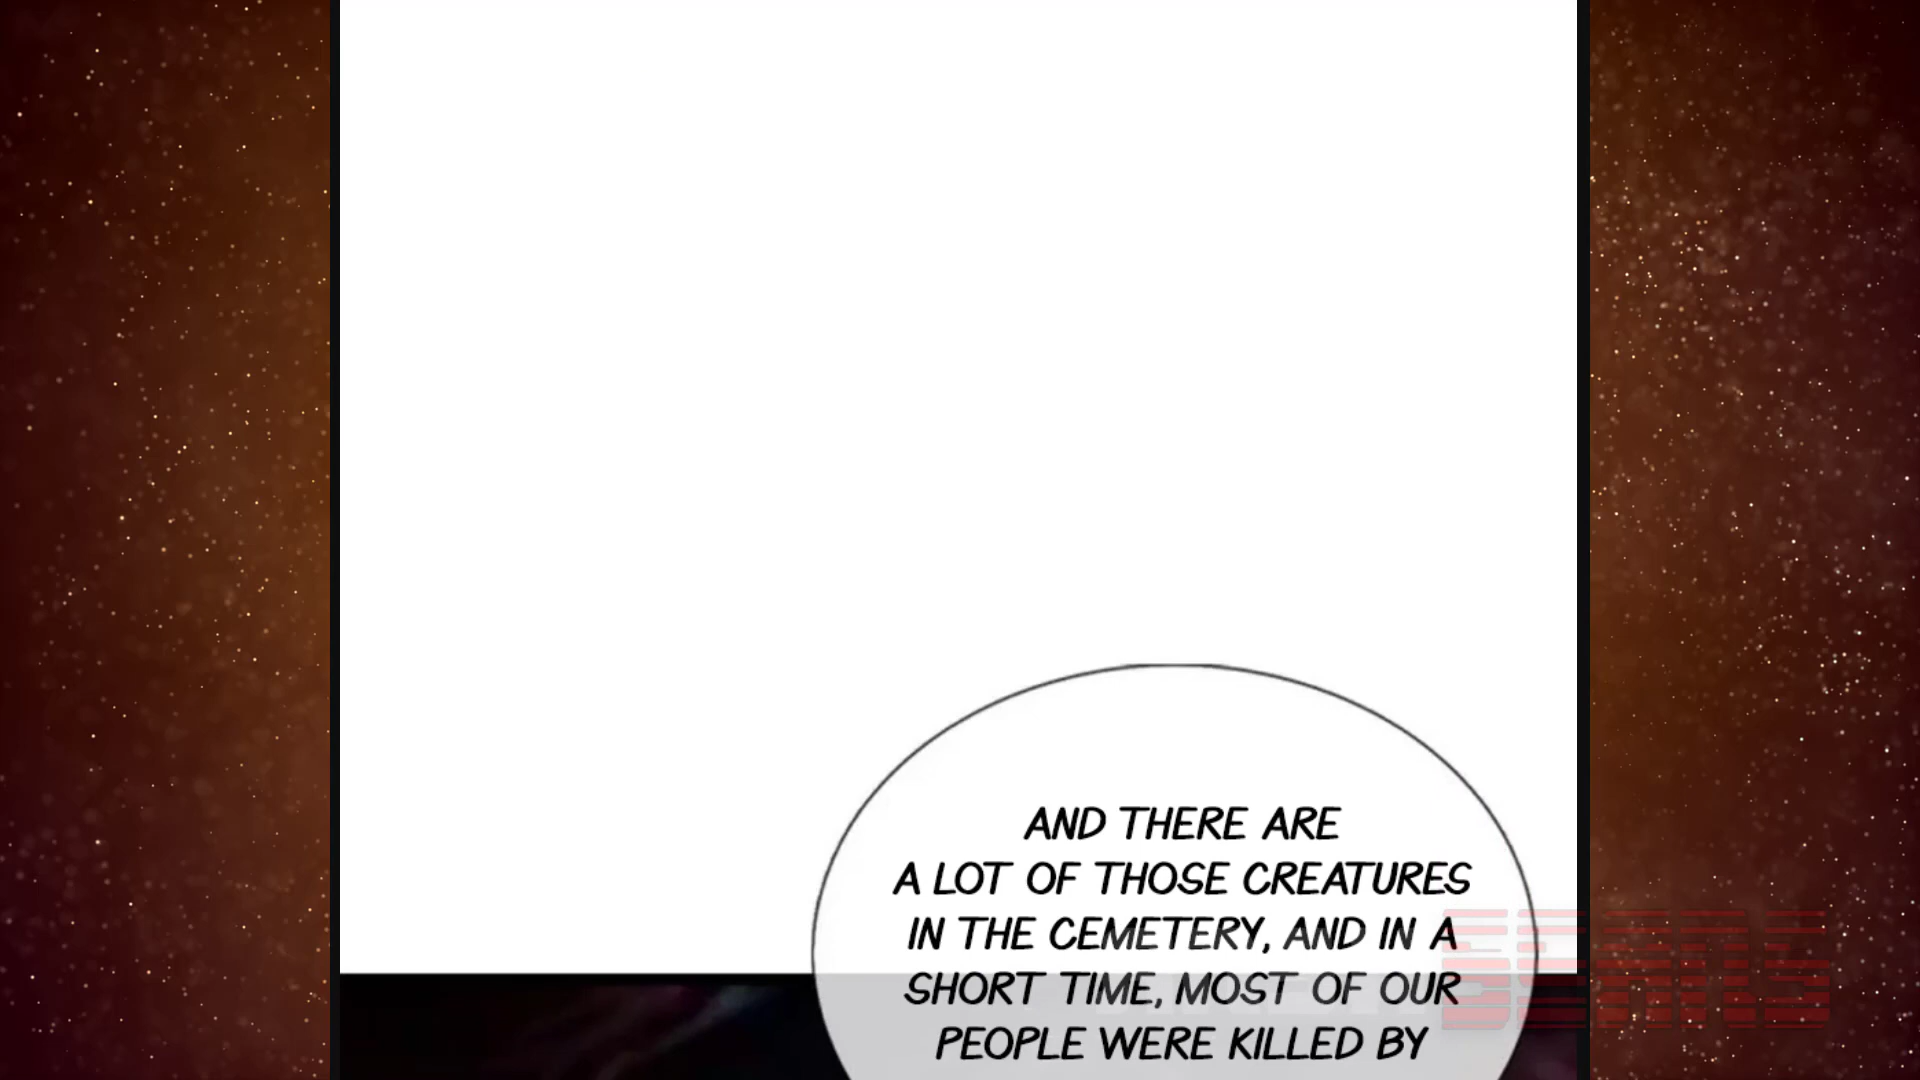 AND THERE ARE
A LOT OF THOSE CREATURES
IN THE CEMETERY, AND IN A
SHORT TIME, MOST OF OUR
PEOPLE WERE KILLED BY